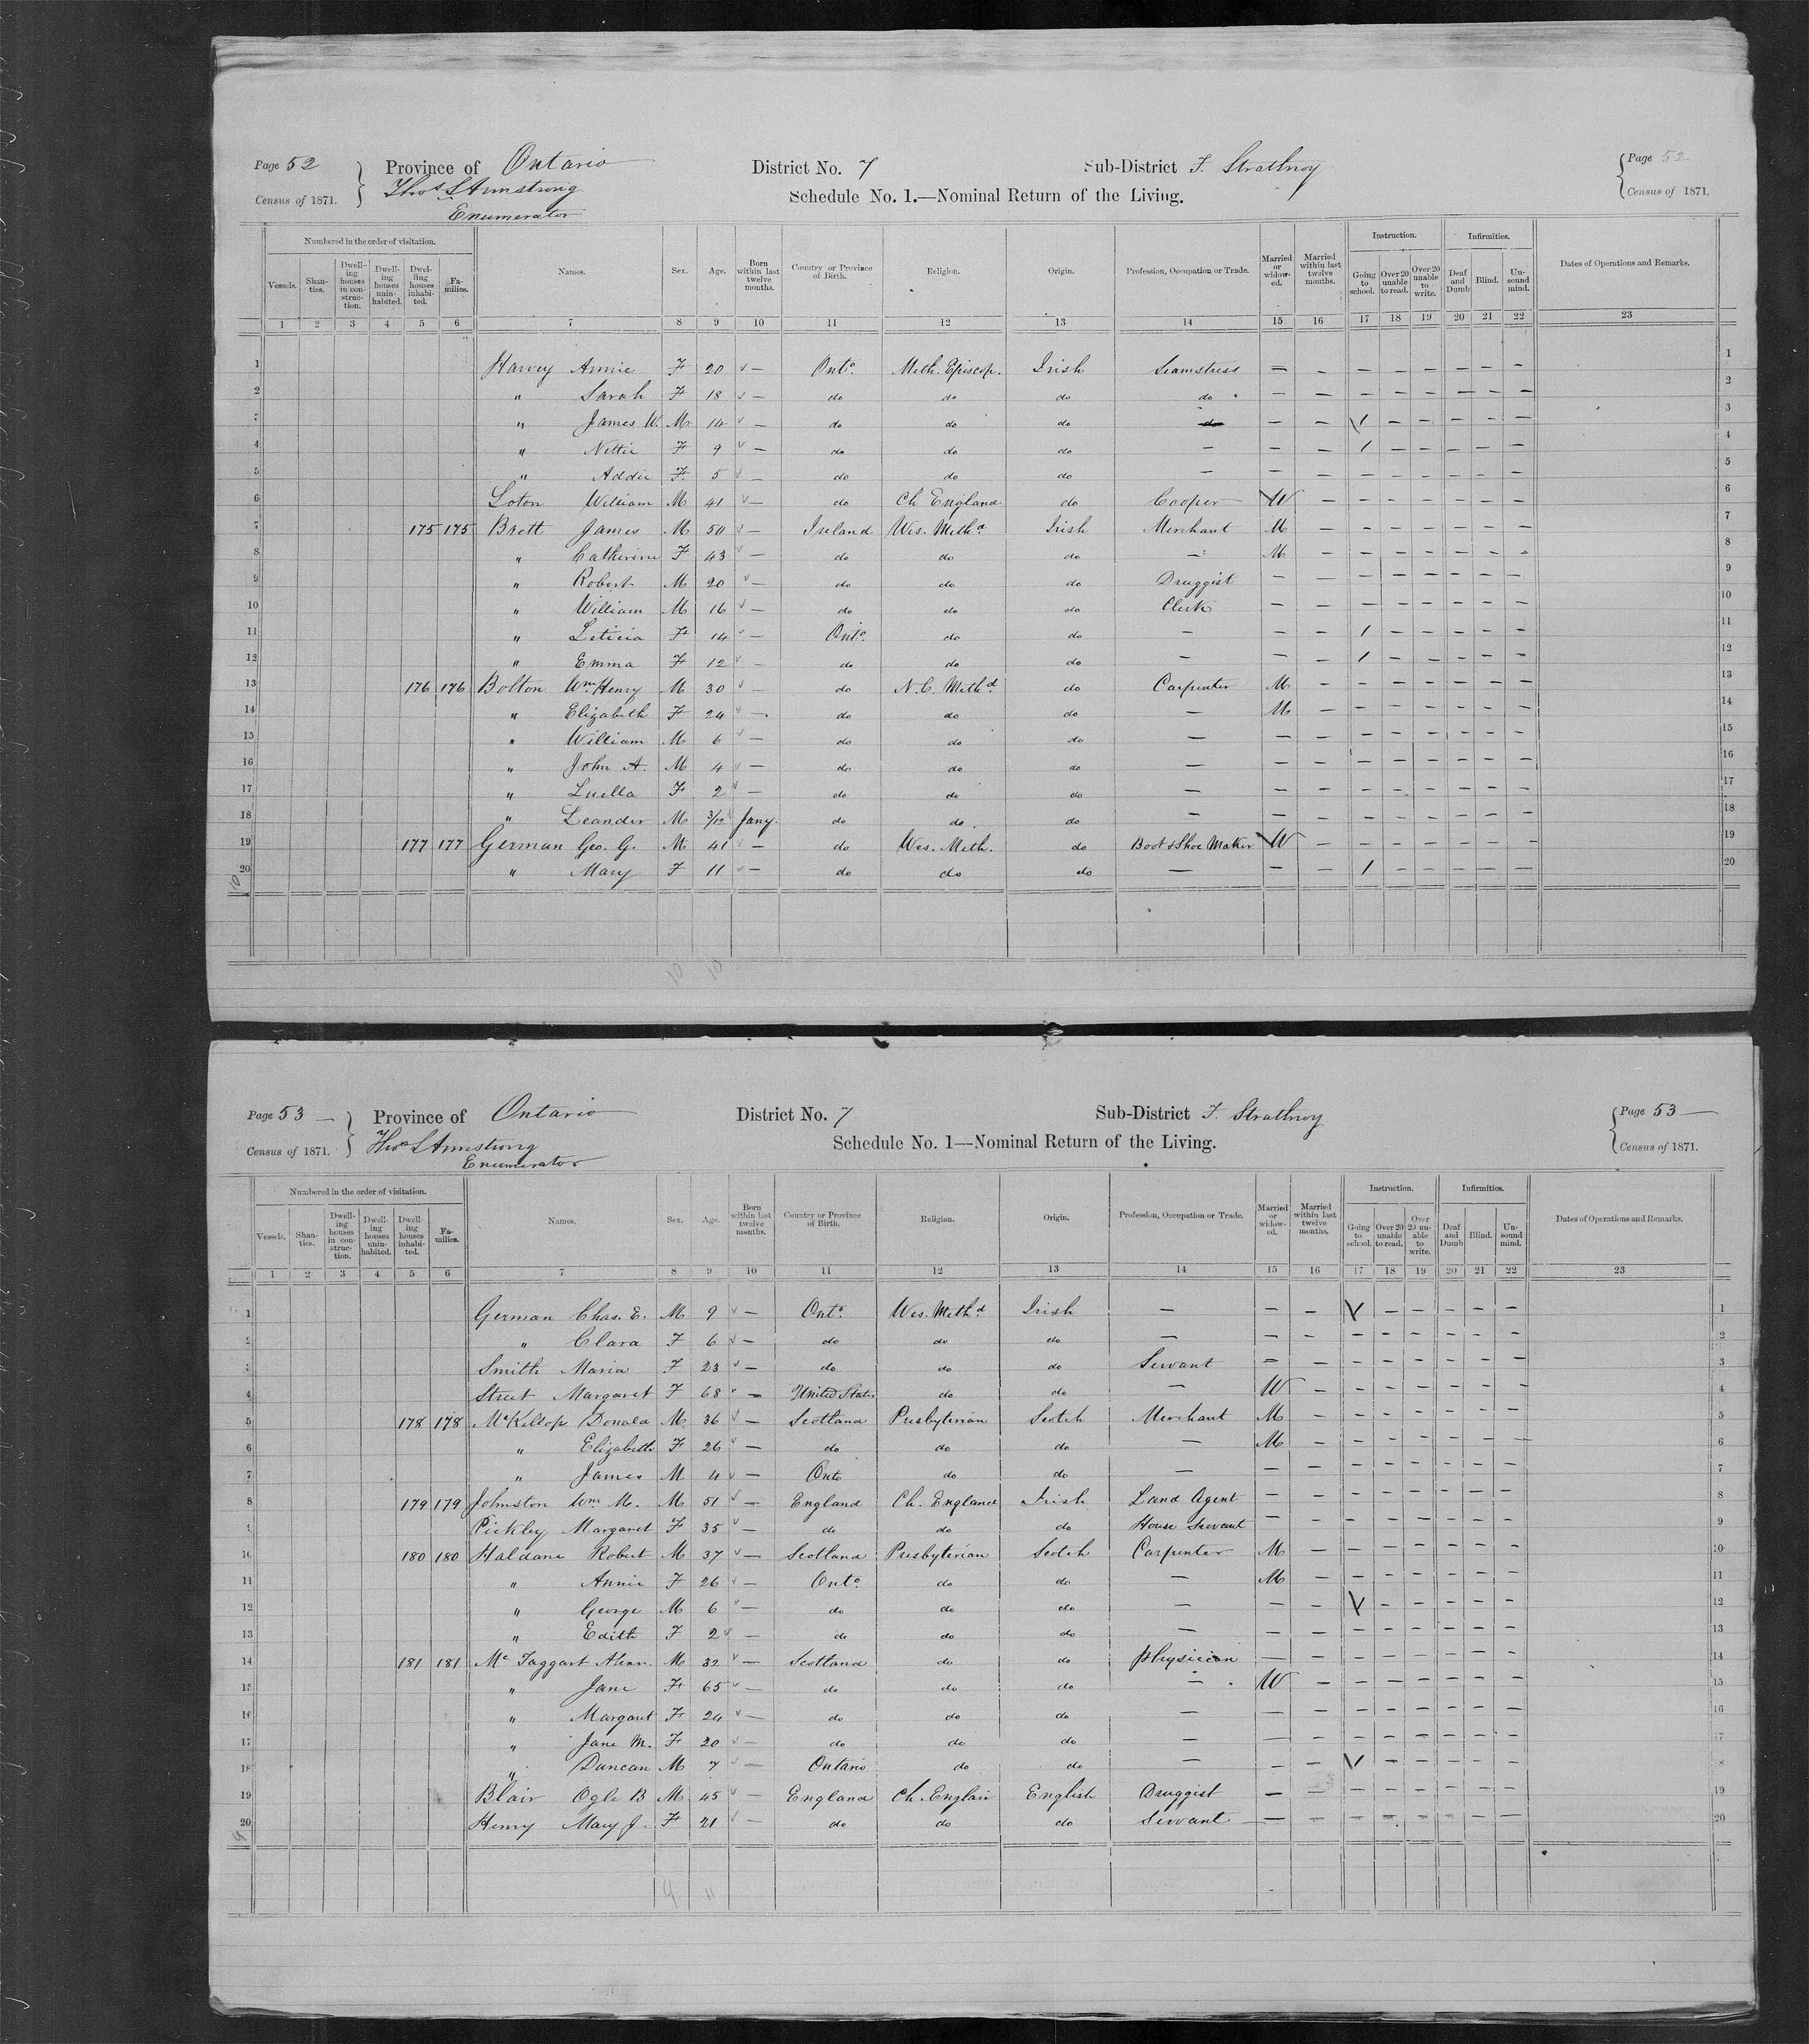 Page 52 Province of Ontario District No. 7 Sub-District F. Strathroy Page 52
Census of 1871. Thos S Armstrong Schedule No. 1.—Nominal Return of the Living. Census of 1871.
Enumerator
Numbered in the order of visitation. Instruction. Infirmities.
Vessels. Shanties. Dwelling houses in construction. Dwelling houses uninhabited. Dwelling houses inhabited. Families. Names. Sex. Age. Born within last twelve months. Country or Province of Birth. Religion. Origin. Profession, Occupation or Trade. Married or widowed. Married within last twelve months. Going to school. Over 20 unable to read. Over 20 unable to write. Deaf and Dumb Blind. Unsound mind. Dates of Operations and Remarks.
1 2 3 4 5 6 7 8 9 10 11 12 13 14 15 16 17 18 19 20 21 22 23
1 Harvey Annie F 20 — Onto. Meth. Episcop. Irish Seamstress — — — — — — — — 1
2 " Sarah F 18 — do do do do — — — — — — — — 2
3 " James W. M 14 — do do do do — — 1 — — — — — 3
4 " Nettie F 9 — do do do — — — 1 — — — — — 4
5 " Addie F. 5 — do do do — — — — — — — — — 5
6 Loton William M 41 — do Ch England do Cooper W — — — — — — — 6
7 175 175 Brett James M 50 — Ireland Wes. Methd. Irish Merchant M — — — — — — — 7
8 " Catherine F 43 — do do do — M — — — — — — — 8
9 " Robert M 20 — do do do Druggist — — — — — — — — 9
10 " William M 16 — do do do Clerk — — — — — — — — 10
11 " Leticia F 14 — Onto. do do — — — 1 — — — — — 11
12 " Emma F 12 — do do do — — — 1 — — — — — 12
13 176 176 Bolton Wm Henry M 30 — do N.C. Methd. do Carpenter M — — — — — — — 13
14 " Elizabeth F 24 — do do do — M — — — — — — — 14
15 " William M 6 — do do do — — — — — — — — — 15
16 " John A. M 4 — do do do — — — — — — — — — 16
17 " Luella F 2 — do do do — — — — — — — — — 17
18 " Leander M 3/12 Jany. do do do — — — — — — — — — 18
19 177 177 German Geo. G. M 41 — do Wes. Meth. do Boot & Shoe Maker W — — — — — — — 19
20 " Mary F 11 — do do do — — — 1 — — — — — 20
10 10
Page 53 — Province of Ontario District No. 7 Sub-District F. Strathroy Page 53 —
Census of 1871. Thos S Armstrong Schedule No. 1—Nominal Return of the Living. Census of 1871.
Enumerator
Numbered in the order of visitation. Instruction. Infirmities.
Vessels. Shanties. Dwelling houses in construction. Dwelling houses uninhabited. Dwelling houses inhabited. Families. Names. Sex. Age. Born within last twelve months. Country or Province of Birth. Religion. Origin. Profession, Occupation or Trade. Married or widowed. Married within last twelve months. Going to school. Over 20 unable to read. Over 20 unable to write. Deaf and Dumb Blind. Unsound mind. Dates of Operations and Remarks.
1 2 3 4 5 6 7 8 9 10 11 12 13 14 15 16 17 18 19 20 21 22 23
1 German Chas. E. M 9 — Onto. Wes. Methd. Irish — — — V — — — — — 1
2 " Clara F 6 — do do do — — — — — — — — — 2
3 Smith Maria F 23 — do do do Servant — — — — — — — — 3
4 Street Margaret F 68 — United States do do — W — — — — — — — 4
5 178 178 McKellop Donald M 36 — Scotland Presbyterian Scotch Merchant M — — — — — — — 5
6 " Elizabeth F 26 — do do do — M — — — — — — — 6
7 " James M 4 — Onto do do — — — — — — — — — 7
8 179 179 Johnston Wm M. M 51 — England Ch. England Irish Land Agent — — — — — — — — 8
9 Pickley Margaret F 35 — do do do House Servant — — — — — — — — 9
10 180 180 Haldane Robert M 37 — Scotland Presbyterian Scotch Carpenter M — — — — — — — 10
11 " Annie F 26 — Onto. do do — M — — — — — — — 11
12 " George M 6 — do do do — — — V — — — — — 12
13 " Edith F 2 — do do do — — — — — — — — — 13
14 181 181 Mc Taggart Alexr. M 32 — Scotland do do physician — — — — — — — — 14
15 " Jane F 65 — do do do — W — — — — — — — 15
16 " Margaret F 24 — do do do — — — — — — — — — 16
17 " Jane M. F 20 — do do do — — — — — — — — — 17
18 " Duncan M 7 — Ontario do do — — — V — — — — — 18
19 Blair Ogle B M 45 — England Ch. Englan English Druggist — — — — — — — — 19
20 Henry Mary J. F 21 — do do do Servant — — — — — — — — 20
9 11